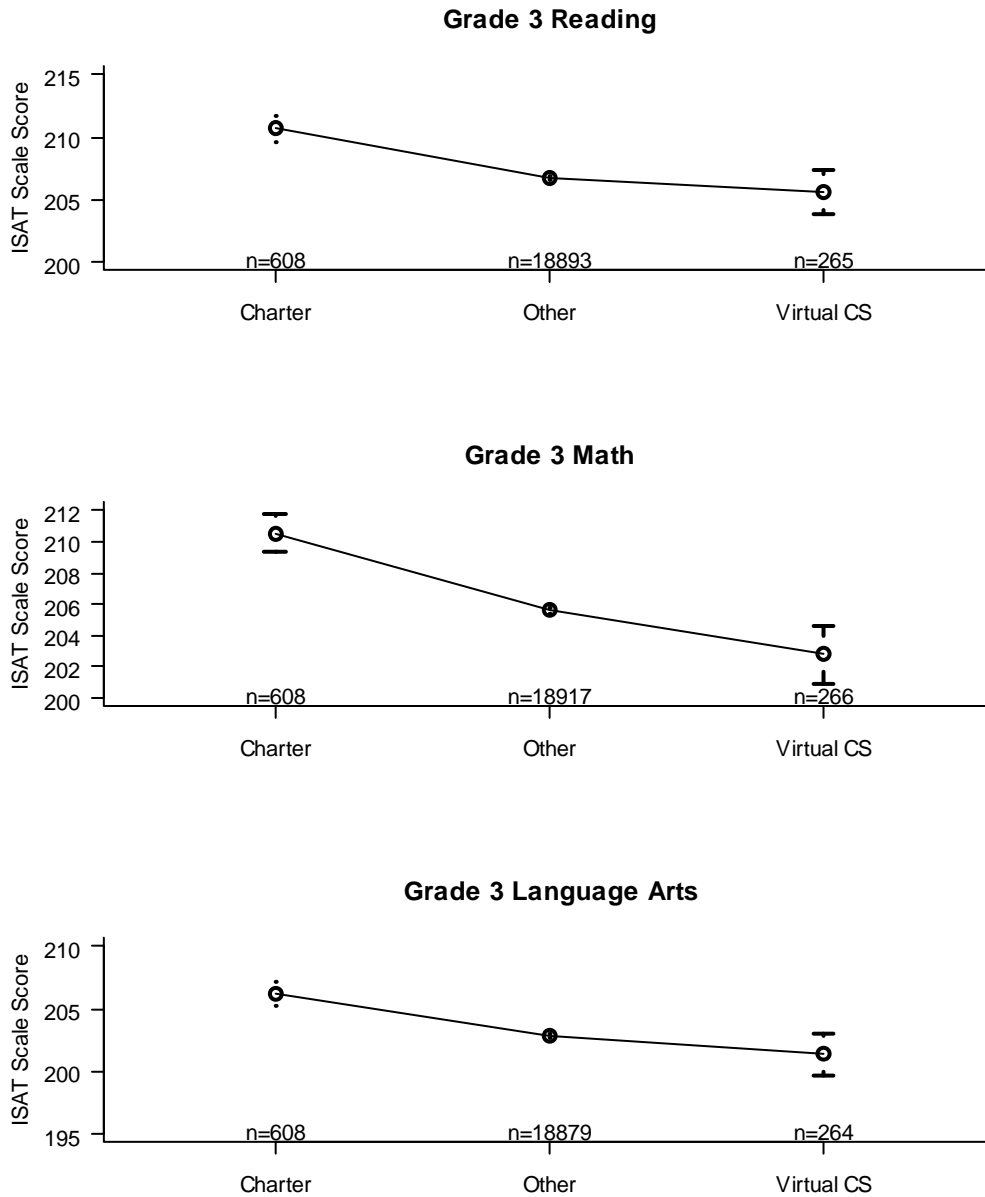 Grade 3 Reading
ISAT Scale Score
215
210
205
200
n=608 n=18893 n=265
Charter Other Virtual CS
Grade 3 Math
ISAT Scale Score
212
210
208
206
204
202
200
n=608 n=18917 n=266
Charter Other Virtual CS
Grade 3 Language Arts
ISAT Scale Score
210
205
200
195
n=608 n=18879 n=264
Charter Other Virtual CS